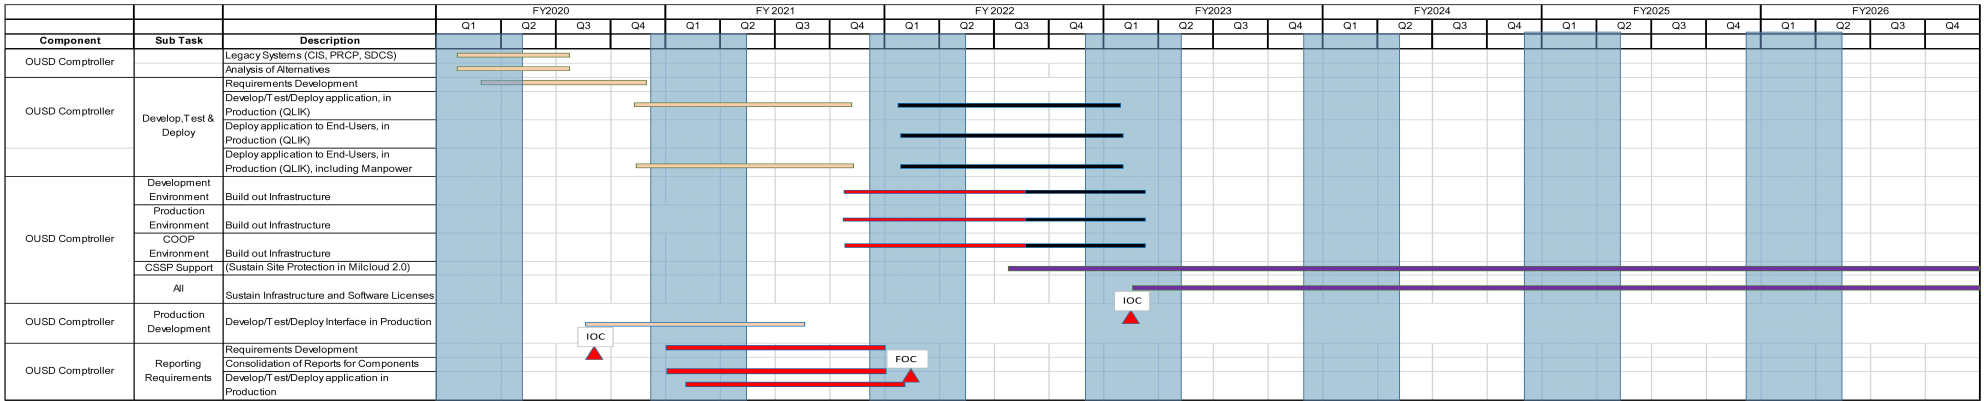 FY2020 FY 2021 FY 2022 FY2023 FY2024 FY2025 FY2026
Q1 Q2 Q3 Q4 Q1 Q2 Q3 Q4 Q1 Q2 Q3 Q4 Q1 Q2 Q3 Q4 Q1 Q2 Q3 Q4 Q1 Q2 Q3 Q4 Q1 Q2 Q3 Q4
Component Sub Task Description
OUSD Comptroller
Legacy Systems (CIS, PRCP, SDCS)
Analysis of Alternatives
OUSD Comptroller
Develop,Test &
Deploy
Requirements Development
Develop/Test/Deploy application, in
Production (QLIK)
Deploy application to End-Users, in
Production (QLIK)
Deploy application to End-Users, in
Production (QLIK), including Manpower
OUSD Comptroller
Development
Environment
Build out Infrastructure
Production
Environment
Build out Infrastructure
COOP
Environment
Build out Infrastructure
CSSP Support
(Sustain Site Protection in Milcloud 2.0)
All
Sustain Infrastructure and Software Licenses
IOC
OUSD Comptroller
Production
Development
Develop/Test/Deploy Interface in Production
IOC
OUSD Comptroller
Reporting
Requirements
Requirements Development
Consolidation of Reports for Components
Develop/Test/Deploy application in
Production
FOC